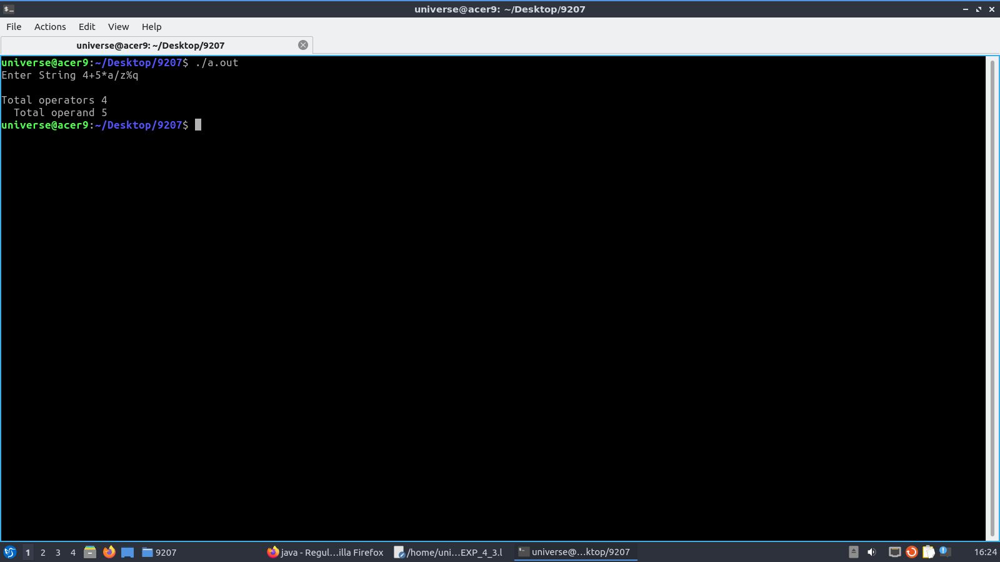 universe@acer9: ~/Desktop/9207
File Actions Edit View Help
universe@acer9: ~/Desktop/9207
universe@acer9:~/Desktop/9207$ ./a.out
Enter String 4+5*a/z%q
Total operators 4
Total operand 5
universe@acer9:~/Desktop/9207$
1 2 3 4 9207 java - Regul...illa Firefox /home/uni...EXP_4_3.l universe@...ktop/9207 16:24